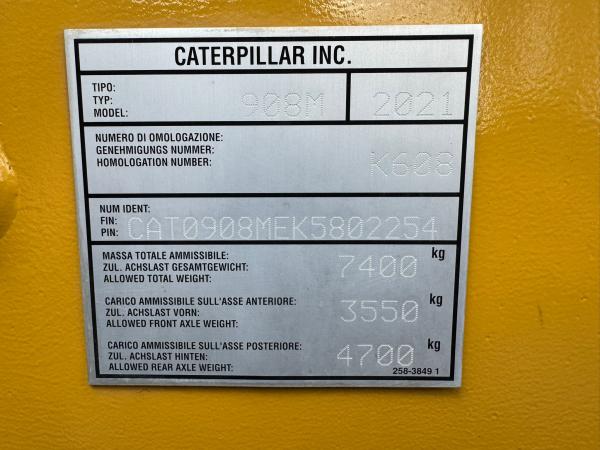 CATERPILLAR INC.
TIPO:
TYP:
MODEL: 908M 2021
NUMERO DI OMOLOGAZIONE:
GENEHMIGUNGS NUMMER:
HOMOLOGATION NUMBER: K608
NUM IDENT:
FIN:
PIN: CAT0908MEK5802254
MASSA TOTALE AMMISSIBILE:
ZUL. ACHSLAST GESAMTGEWICHT: 7400 kg
ALLOWED TOTAL WEIGHT:
CARICO AMMISSIBILE SULL'ASSE ANTERIORE:
ZUL. ACHSLAST VORN: 3550 kg
ALLOWED FRONT AXLE WEIGHT:
CARICO AMMISSIBILE SULL'ASSE POSTERIORE:
ZUL. ACHSLAST HINTEN: 4700 kg
ALLOWED REAR AXLE WEIGHT:
258-3849 1